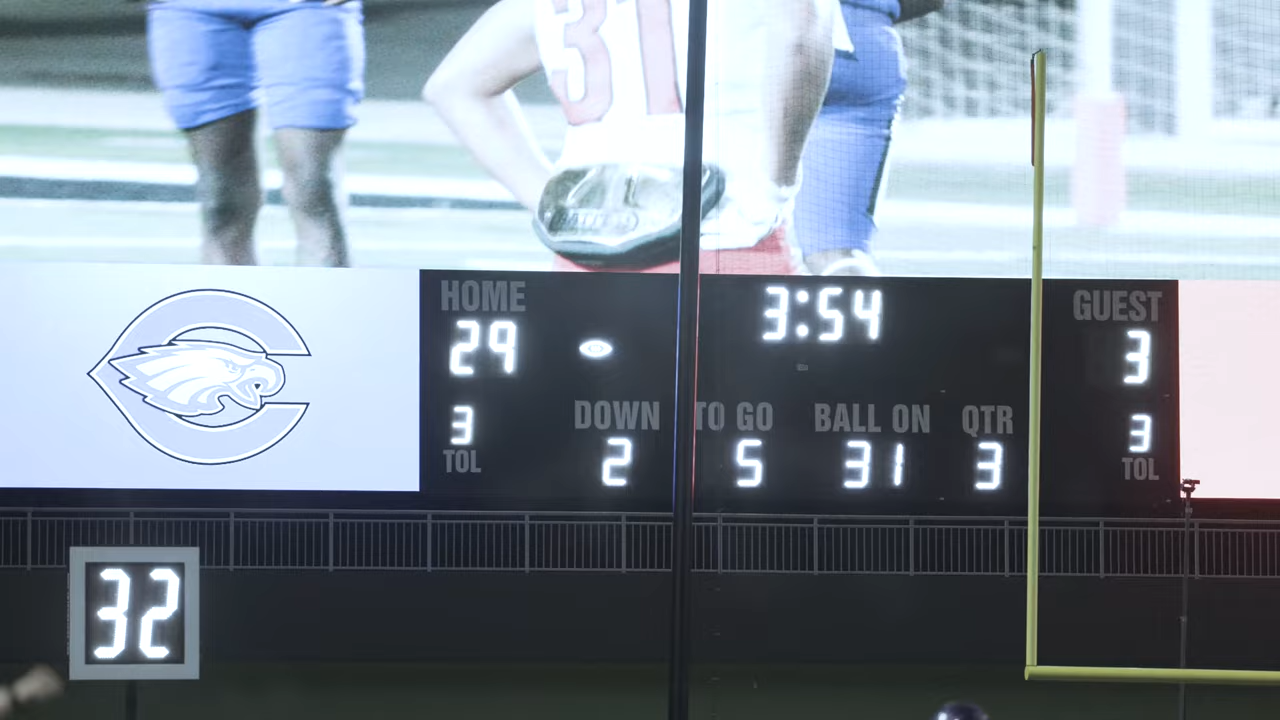 31
HOME
3:54
GUEST
29
3
DOWN
TO GO
BALL ON
QTR
3
2
5
31
3
3
TOL
TOL
32